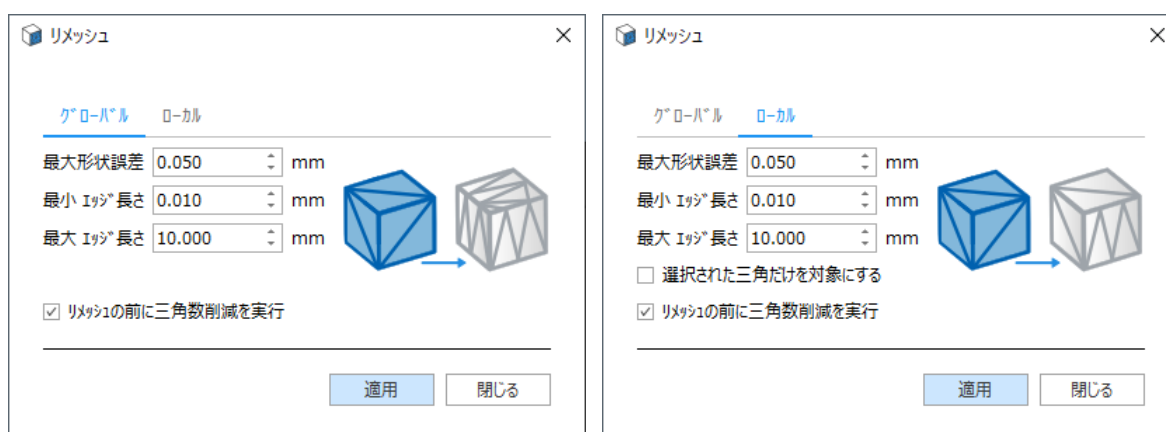 リメッシュ
グローバル ローカル
最大形状誤差 0.050 mm
最小 エッジ長さ 0.010 mm
最大 エッジ長さ 10.000 mm
リメッシュの前に三角数削減を実行
適用 閉じる
リメッシュ
グローバル ローカル
最大形状誤差 0.050 mm
最小 エッジ長さ 0.010 mm
最大 エッジ長さ 10.000 mm
選択された三角だけを対象にする
リメッシュの前に三角数削減を実行
適用 閉じる